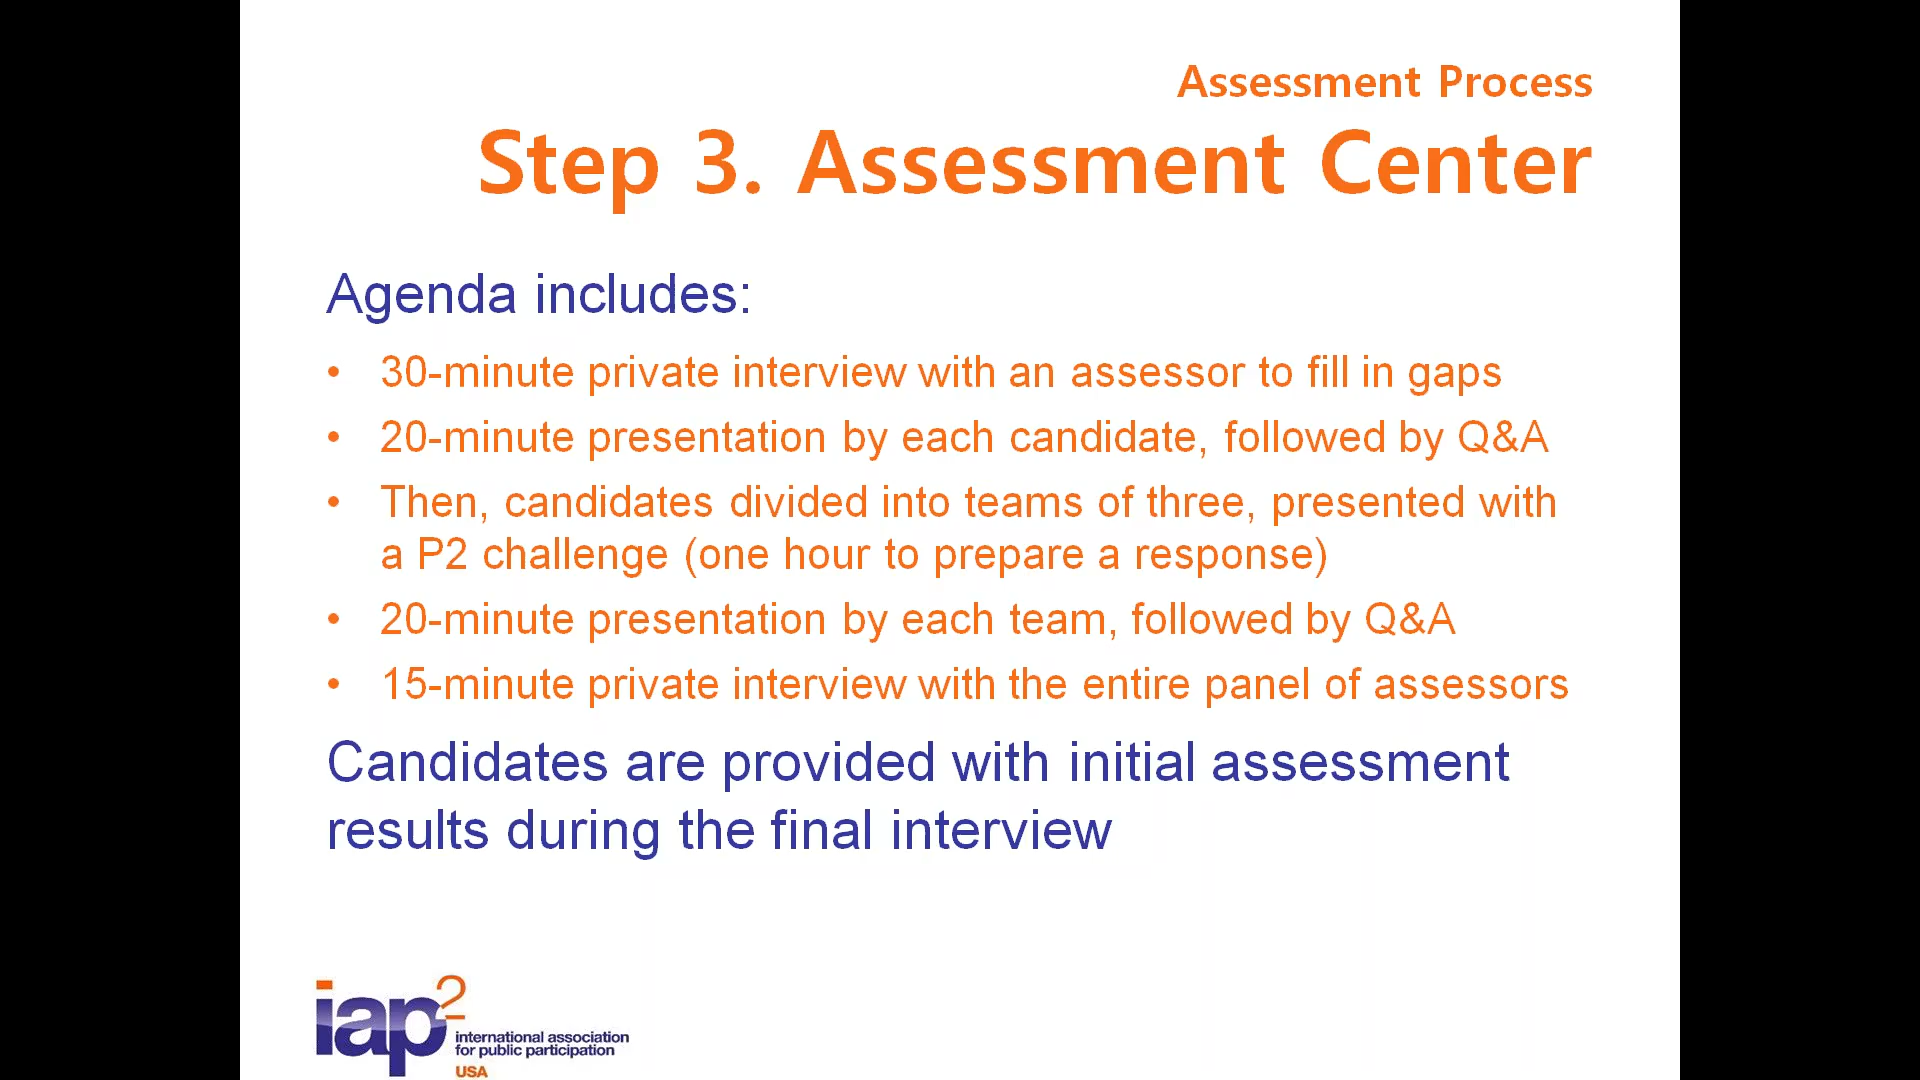 Assessment Process
Step 3. Assessment Center
Agenda includes:
• 30-minute private interview with an assessor to fill in gaps
• 20-minute presentation by each candidate, followed by Q&A
• Then, candidates divided into teams of three, presented with
a P2 challenge (one hour to prepare a response)
• 20-minute presentation by each team, followed by Q&A
• 15-minute private interview with the entire panel of assessors
Candidates are provided with initial assessment
results during the final interview
iap2
international association
for public participation
USA